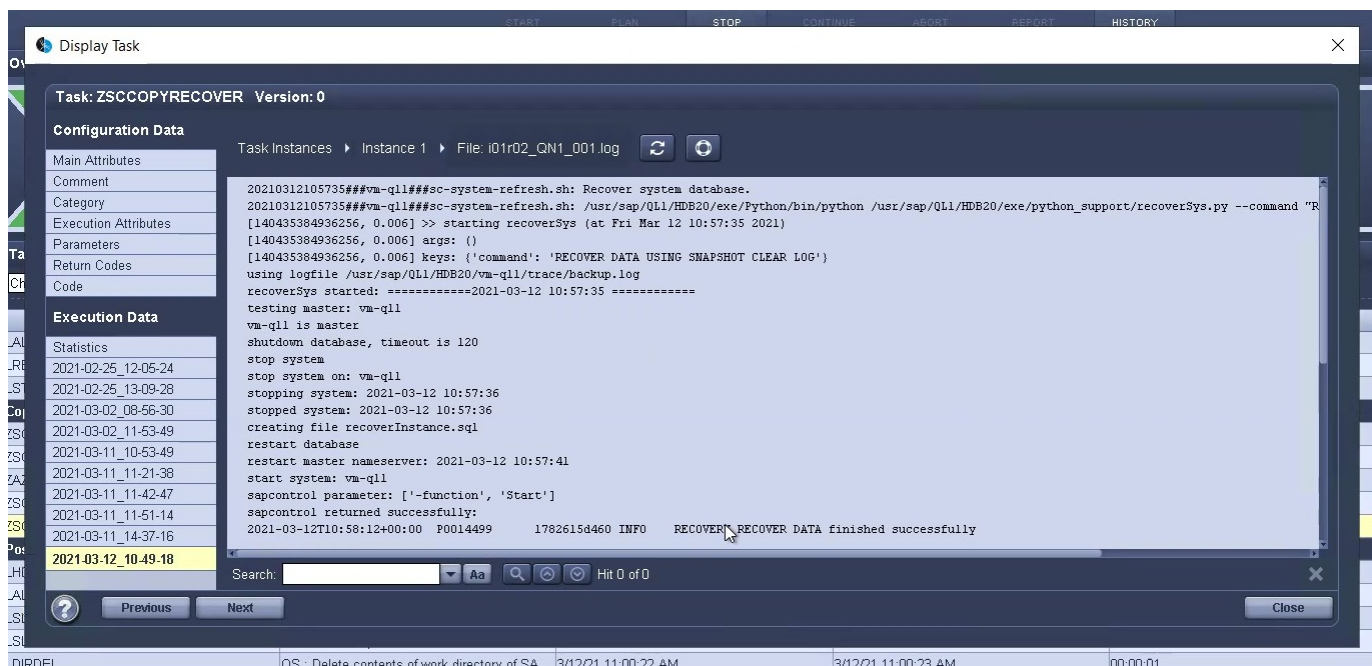 START PLAN STOP CONTINUE ABORT REPORT HISTORY
Display Task
Task: ZSCCOPYRECOVER Version: 0
Configuration Data
Main Attributes
Comment
Category
Execution Attributes
Parameters
Return Codes
Code
Execution Data
Statistics
2021-02-25_12-05-24
2021-02-25_13-09-28
2021-03-02_08-56-30
2021-03-02_11-53-49
2021-03-11_10-53-49
2021-03-11_11-21-38
2021-03-11_11-42-47
2021-03-11_11-51-14
2021-03-11_14-37-16
2021-03-12_10-49-18
Task Instances Instance 1 File: i01r02_QN1_001.log
20210312105735###vm-ql1###sc-system-refresh.sh: Recover system database.
20210312105735###vm-ql1###sc-system-refresh.sh: /usr/sap/QL1/HDB20/exe/Python/bin/python /usr/sap/QL1/HDB20/exe/python_support/recoverSys.py --command "R
[140435384936256, 0.006] >> starting recoverSys (at Fri Mar 12 10:57:35 2021)
[140435384936256, 0.006] args: ()
[140435384936256, 0.006] keys: {'command': 'RECOVER DATA USING SNAPSHOT CLEAR LOG'}
using logfile /usr/sap/QL1/HDB20/vm-ql1/trace/backup.log
recoverSys started: ============2021-03-12 10:57:35 ============
testing master: vm-ql1
vm-ql1 is master
shutdown database, timeout is 120
stop system
stop system on: vm-ql1
stopping system: 2021-03-12 10:57:36
stopped system: 2021-03-12 10:57:36
creating file recoverInstance.sql
restart database
restart master nameserver: 2021-03-12 10:57:41
start system: vm-ql1
sapcontrol parameter: ['-function', 'Start']
sapcontrol returned successfully:
2021-03-12T10:58:12+00:00 P0014499 1782615d460 INFO RECOVERY RECOVER DATA finished successfully
Search: Aa Hit 0 of 0
? Previous Next Close
DIRDEL OS : Delete contents of work directory of SA... 3/12/21 11:00:22 AM 3/12/21 11:00:23 AM 00:00:01